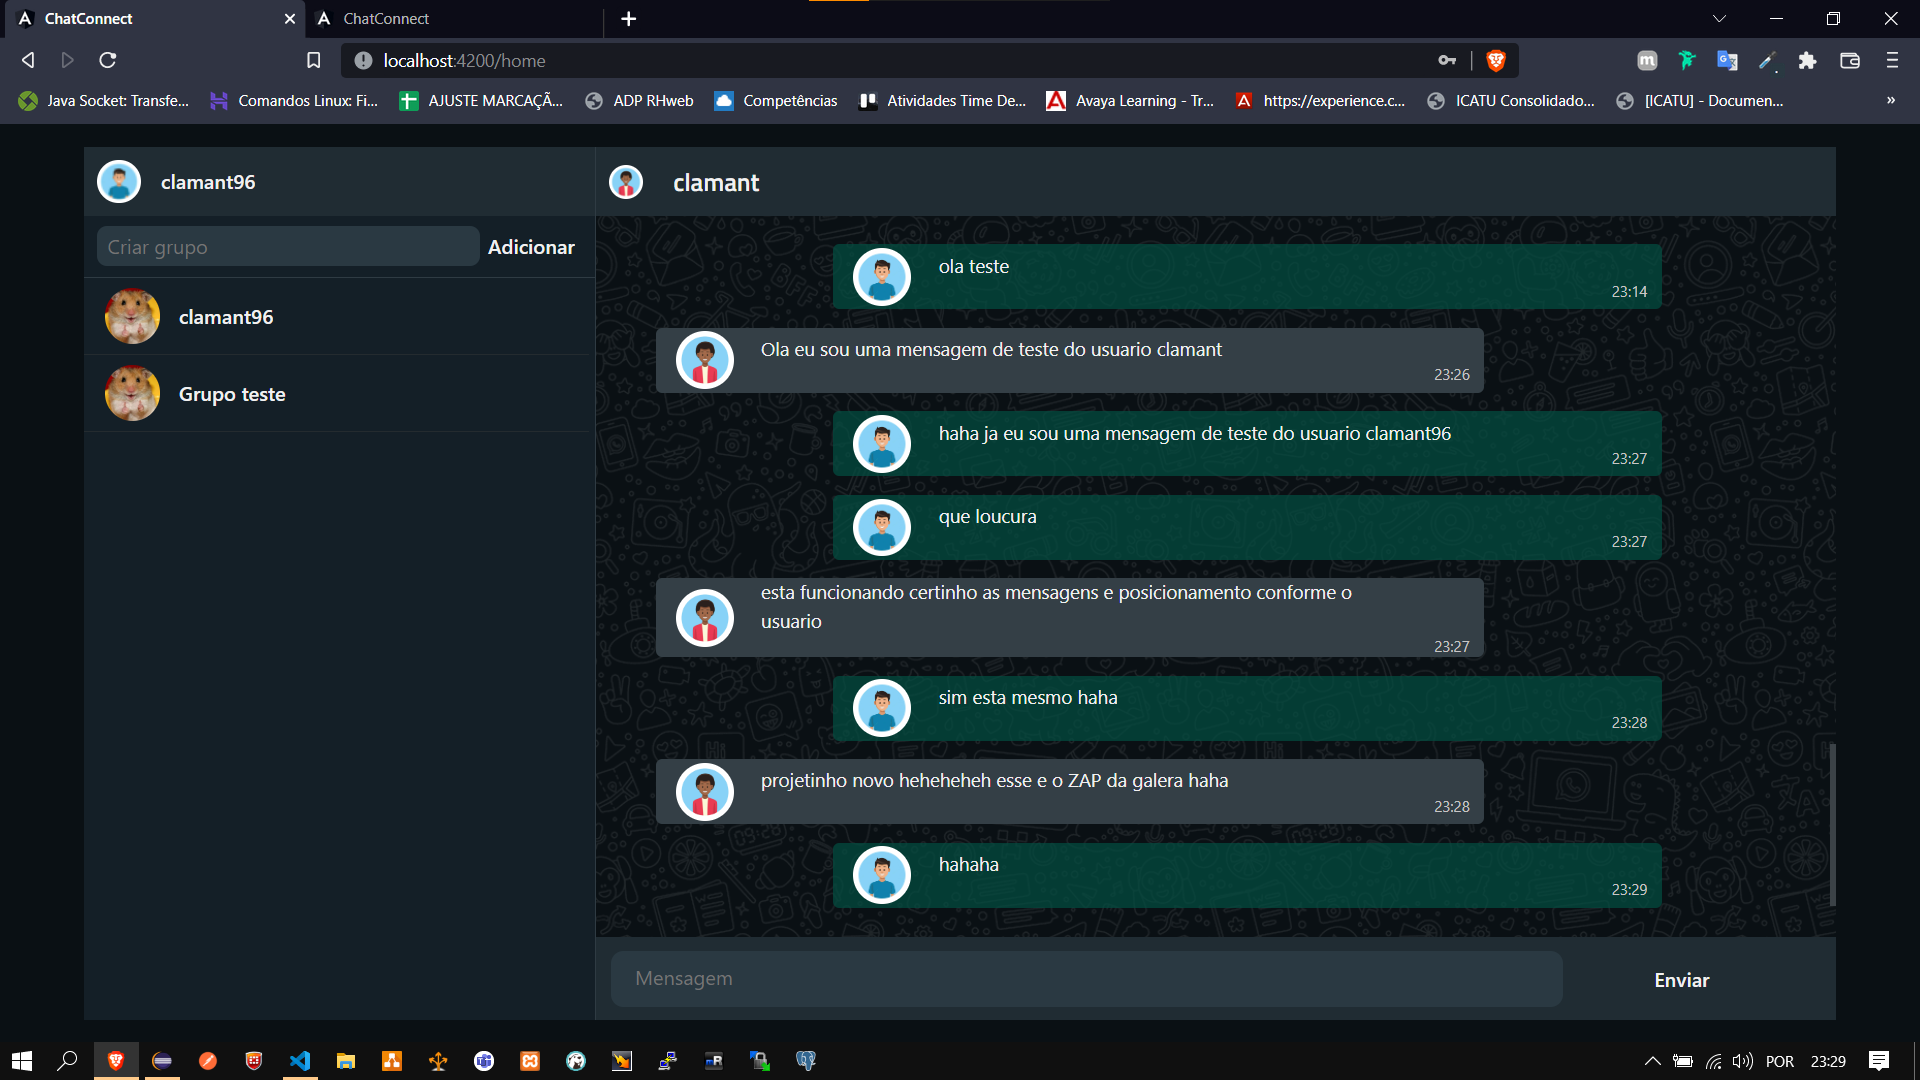 ChatConnect
ChatConnect
localhost:4200/home
Java Socket: Transfe...
Comandos Linux: Fi...
AJUSTE MARCAÇÃ...
ADP RHweb
Competências
Atividades Time De...
Avaya Learning - Tr...
https://experience.c...
ICATU Consolidado...
[ICATU] - Documen...
»
clamant96
clamant
Criar grupo
Adicionar
clamant96
Grupo teste
ola teste
23:14
Ola eu sou uma mensagem de teste do usuario clamant
23:26
haha ja eu sou uma mensagem de teste do usuario clamant96
23:27
que loucura
23:27
esta funcionando certinho as mensagens e posicionamento conforme o
usuario
23:27
sim esta mesmo haha
23:28
projetinho novo heheheheh esse e o ZAP da galera haha
23:28
hahaha
23:29
Mensagem
Enviar
POR
23:29